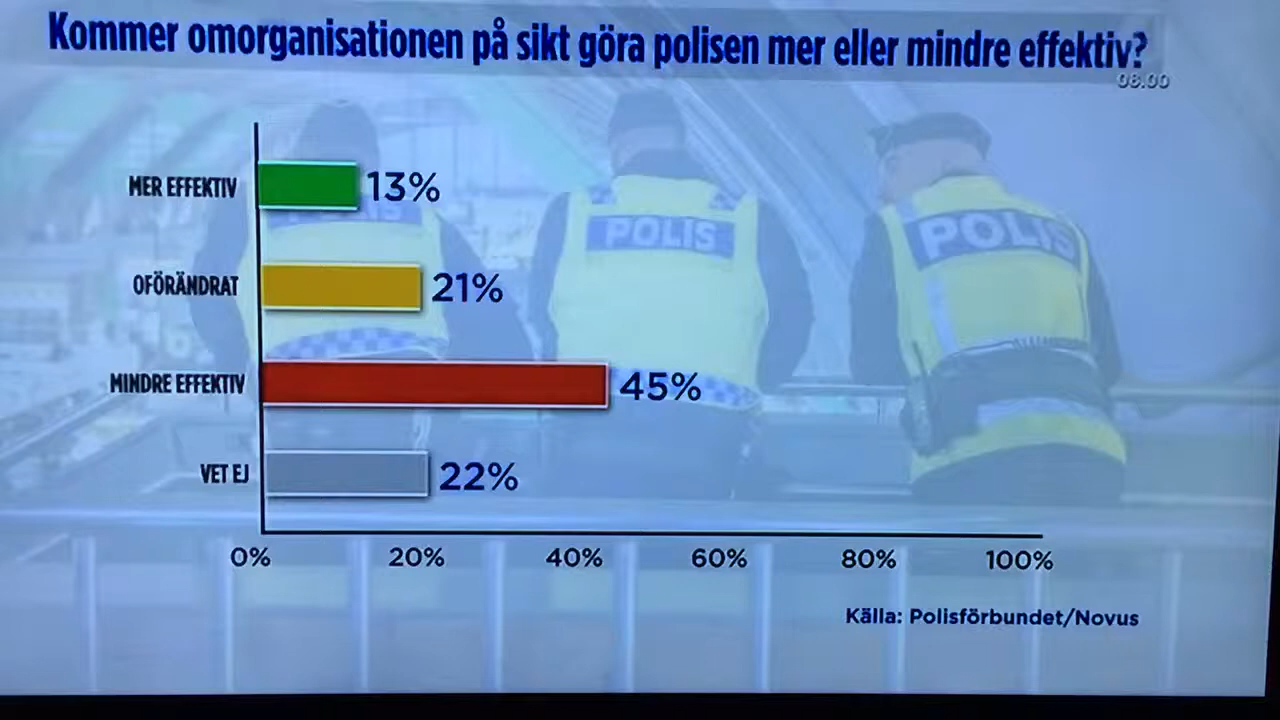 Kommer omorganisationen på sikt göra polisen mer eller mindre effektiv?
08.00
MER EFFEKTIV 13%
POLIS
POLIS
OFÖRÄNDRAT 21%
MINDRE EFFEKTIV 45%
VET EJ 22%
0% 20% 40% 60% 80% 100%
Källa: Polisförbundet/Novus